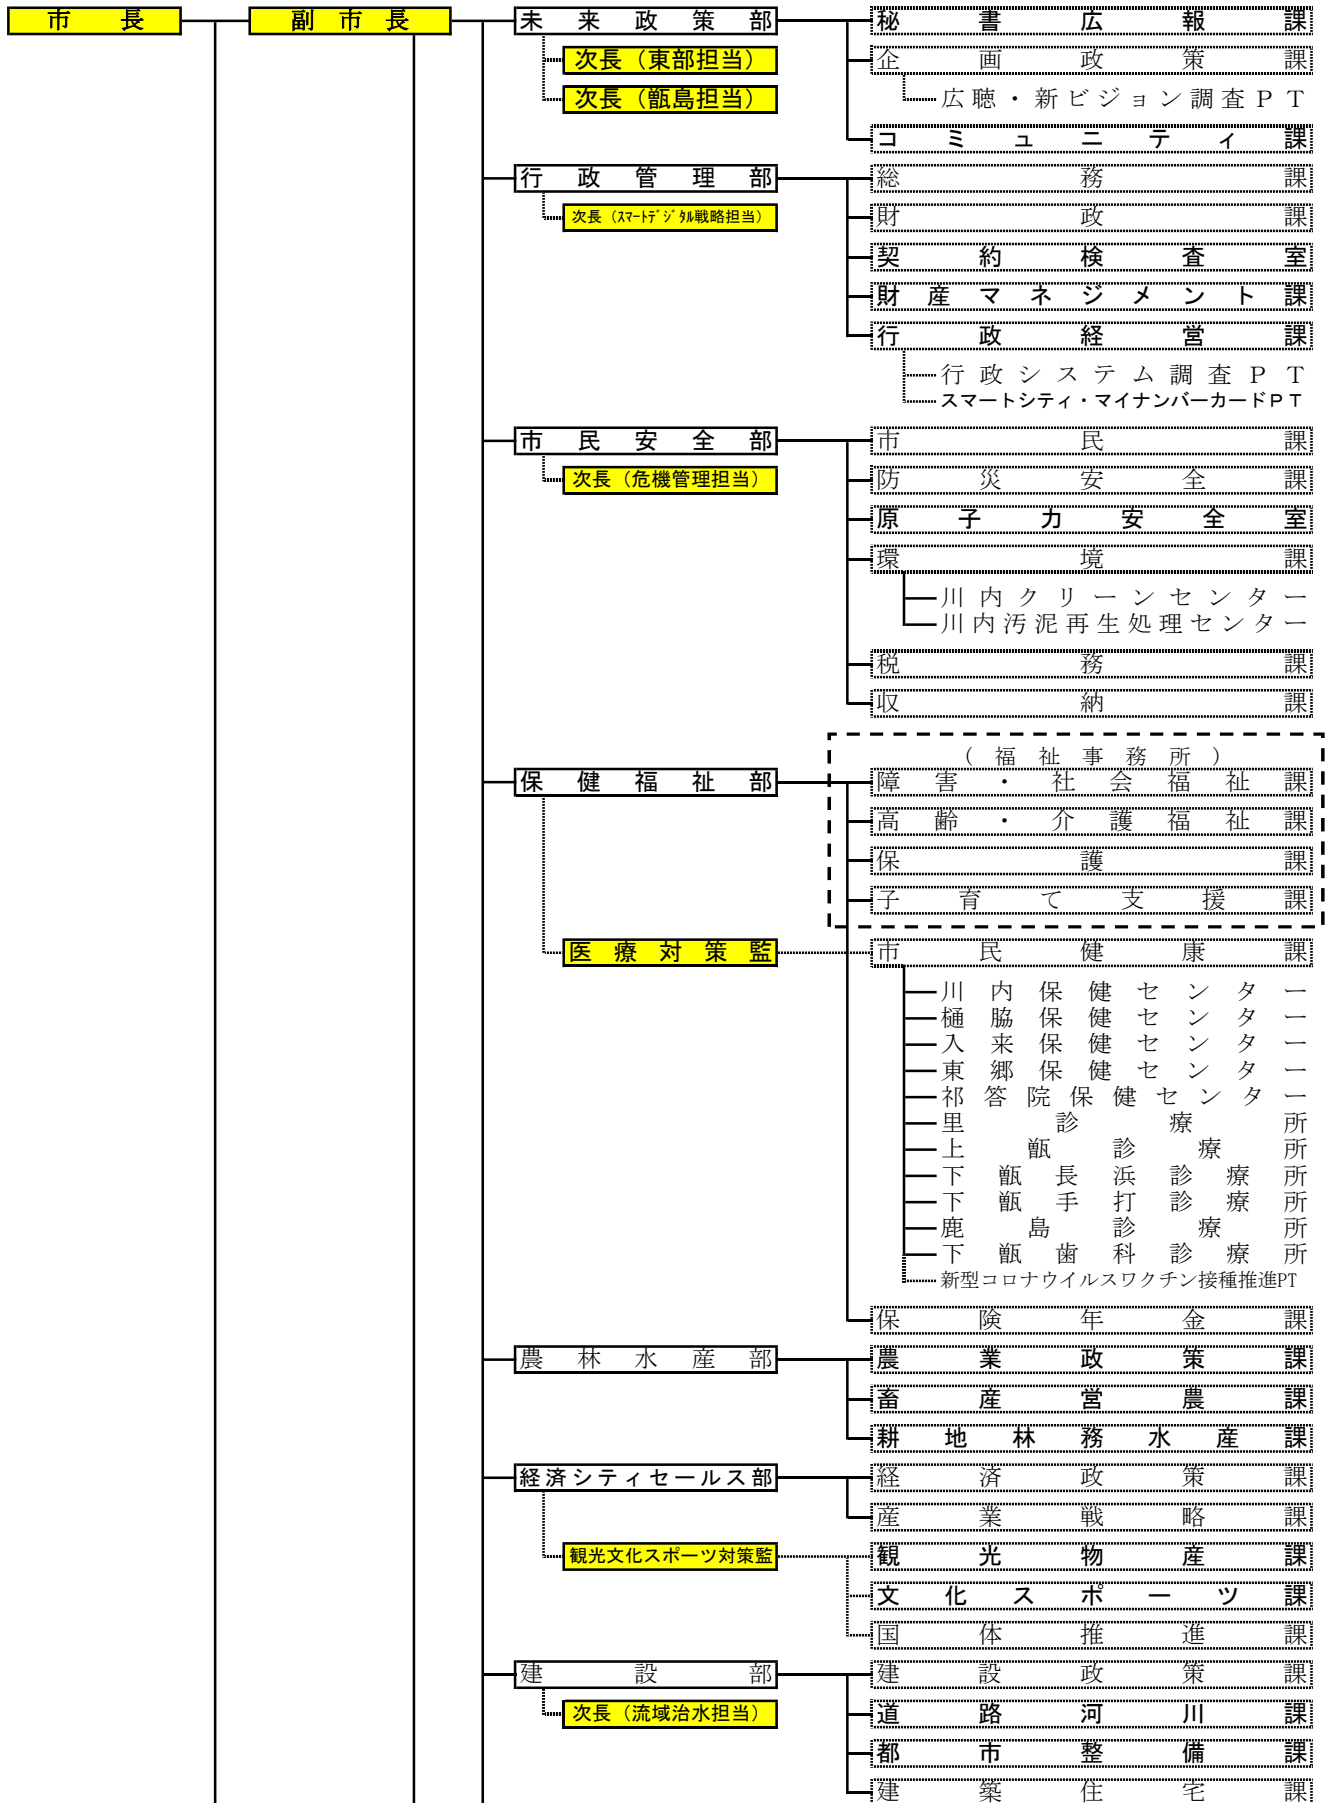 市長
副市長
未来政策部
秘書広報課
次長（東部担当）
企画政策課
次長（甑島担当）
広聴・新ビジョン調査ＰＴ
コミュニティ課
行政管理部
総務課
次長（ｽﾏｰﾄﾃﾞｼﾞﾀﾙ戦略担当）
財政課
契約検査室
財産マネジメント課
行政経営課
行政システム調査ＰＴ
スマートシティ・マイナンバーカードＰＴ
市民安全部
市民課
次長（危機管理担当）
防災安全課
原子力安全室
環境課
川内クリーンセンター
川内汚泥再生処理センター
税務課
収納課
（福祉事務所）
保健福祉部
障害・社会福祉課
高齢・介護福祉課
保護課
子育て支援課
医療対策監
市民健康課
川内保健センター
樋脇保健センター
入来保健センター
東郷保健センター
祁答院保健センター
里診療所
上甑診療所
下甑長浜診療所
下甑手打診療所
鹿島診療所
下甑歯科診療所
新型コロナウイルスワクチン接種推進PT
保険年金課
農林水産部
農業政策課
畜産営農課
耕地林務水産課
経済シティセールス部
経済政策課
産業戦略課
観光文化スポーツ対策監
観光物産課
文化スポーツ課
国体推進課
建設部
建設政策課
次長（流域治水担当）
道路河川課
都市整備課
建築住宅課